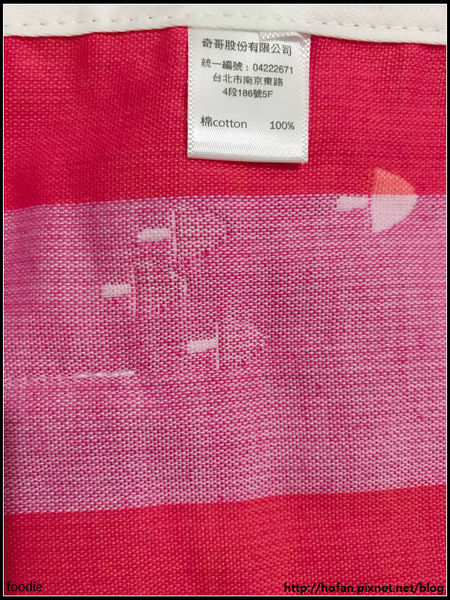 奇哥股份有限公司
統一編號：04222671
台北市南京東路
4段186號5F
棉cotton 100%
foodie
http://hofan.pixnet.net/blog